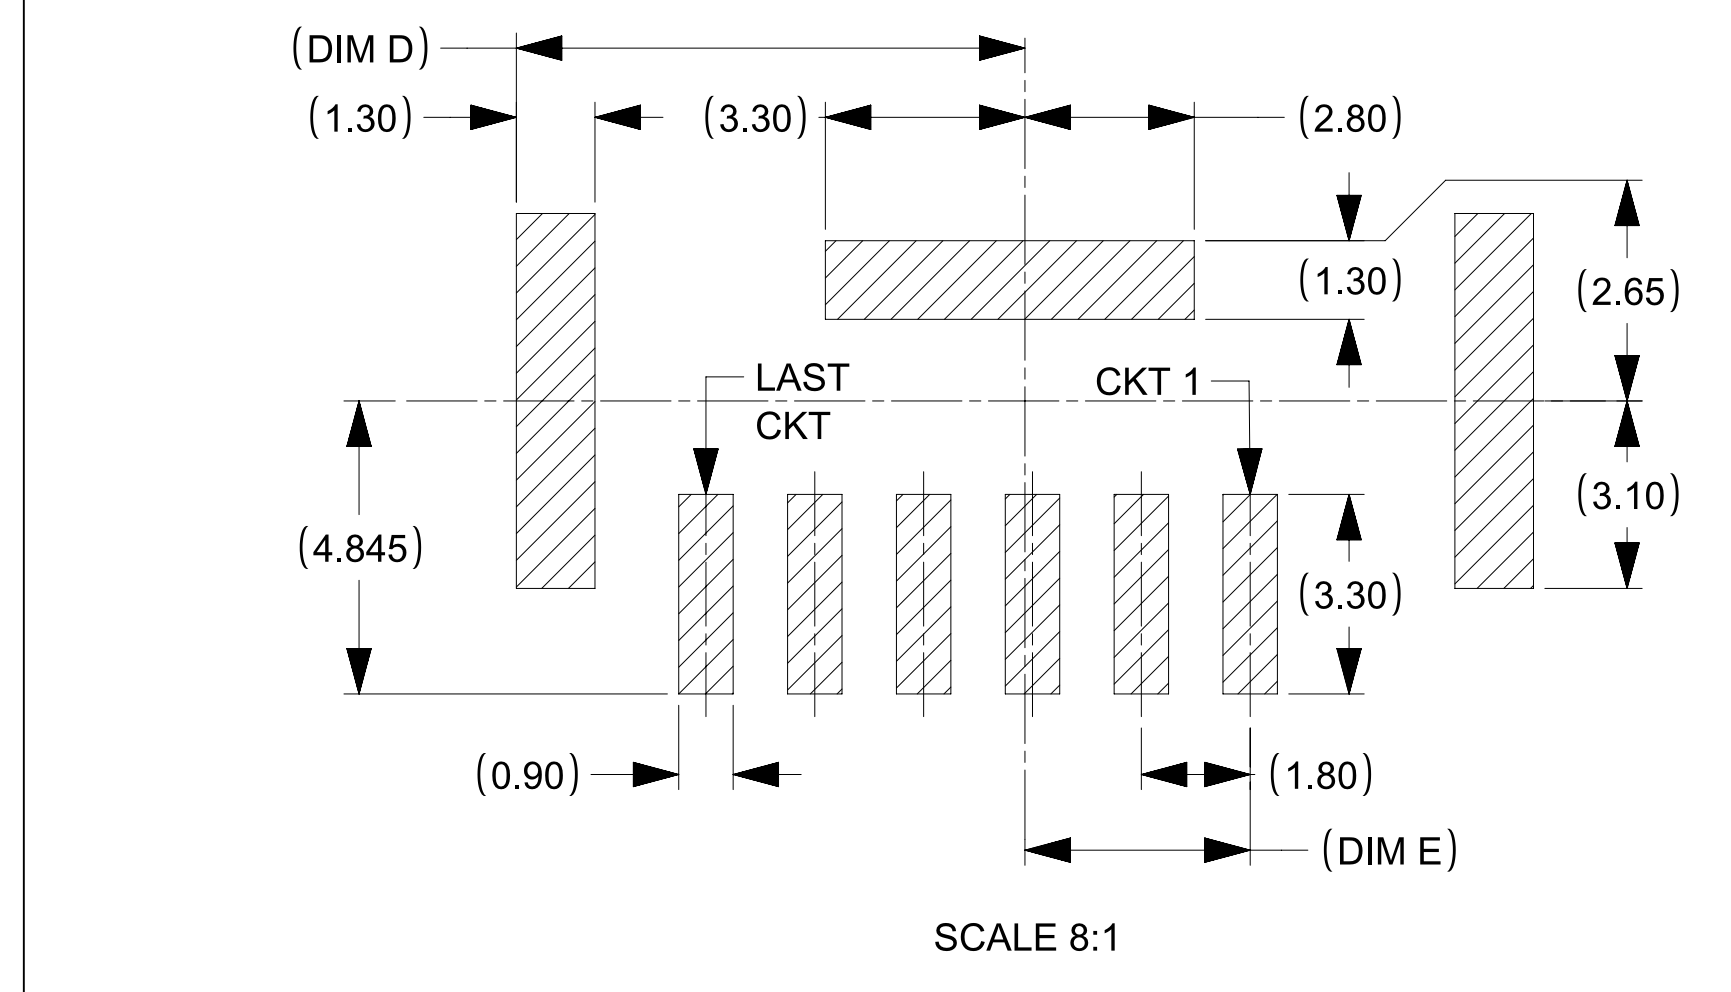 (DIM D)
(1.30)
(3.30)
(2.80)
(1.30)
(2.65)
LAST
CKT
CKT 1
(4.845)
(3.10)
(3.30)
(0.90)
(1.80)
(DIM E)
SCALE 8:1